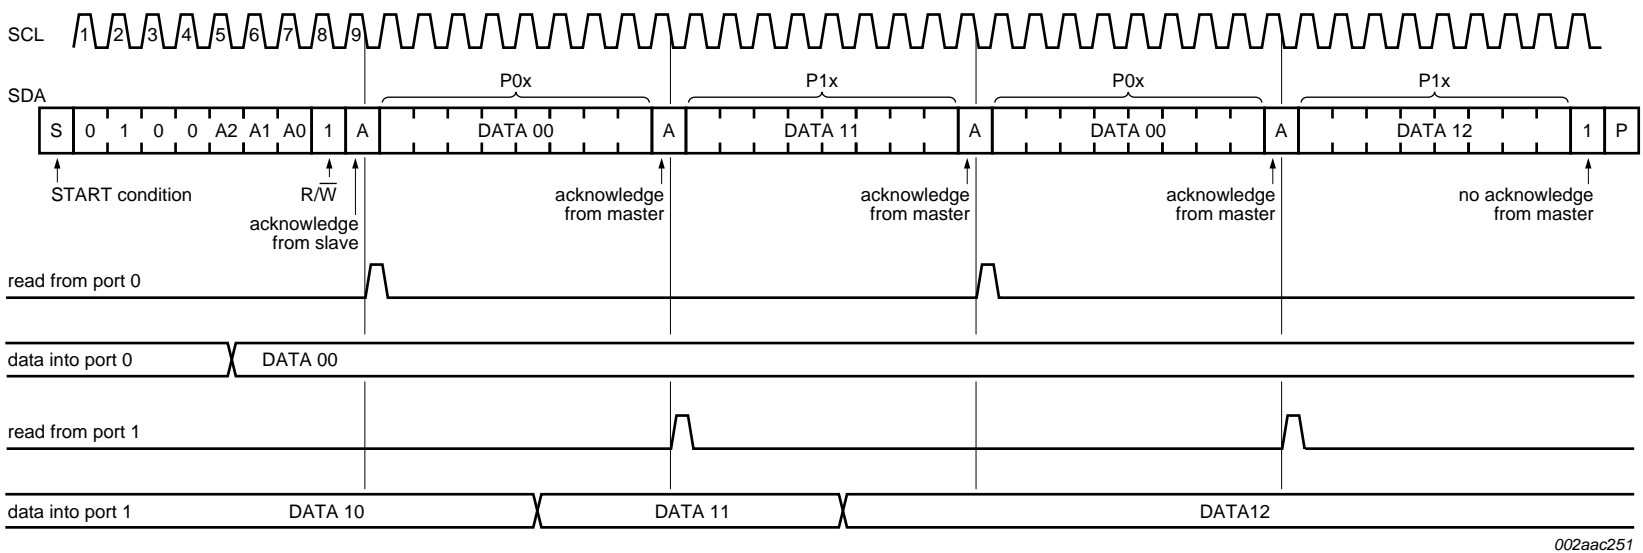 SCL 1 2 3 4 5 6 7 8 9
P0x P1x P0x P1x
SDA
S 0 1 0 0 A2 A1 A0 1 A DATA 00 A DATA 11 A DATA 00 A DATA 12 1 P
START condition R/W acknowledge acknowledge acknowledge no acknowledge
from master from master from master from master
acknowledge
from slave
read from port 0
data into port 0 DATA 00
read from port 1
data into port 1 DATA 10 DATA 11 DATA12
002aac251